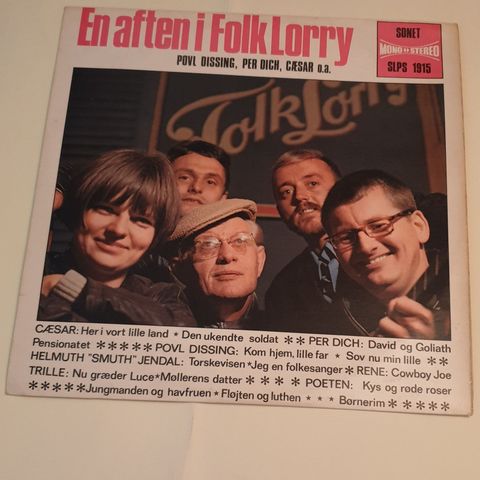 En aften i Folk Lorry
POVL DISSING, PER DICH, CÆSAR o.a.
SONET
MONO STEREO
SLPS 1915
Folk
Lorry
CÆSAR: Her i vort lille land * Den ukendte soldat ** PER DICH: David og Goliath
Pensionatet ***** POVL DISSING: Kom hjem, lille far * Sov nu min lille **
HELMUTH "SMUTH" JENDAL: Torskevisen * Jeg en folkesanger * RENE: Cowboy Joe
TRILLE: Nu græder Luce * Møllerens datter **** POETEN: Kys og røde roser
***** Jungmanden og havfruen * Fløjten og luthen *** Børnerim *****